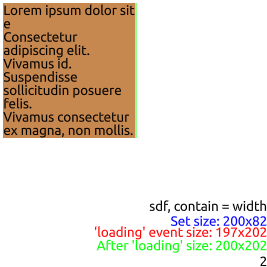 Lorem ipsum dolor sit
e
Consectetur
adipiscing elit.
Vivamus id.
Suspendisse
sollicitudin posuere
felis.
Vivamus consectetur
ex magna, non mollis.
sdf, contain = width
Set size: 200x82
'loading' event size: 197x202
After 'loading' size: 200x202
2